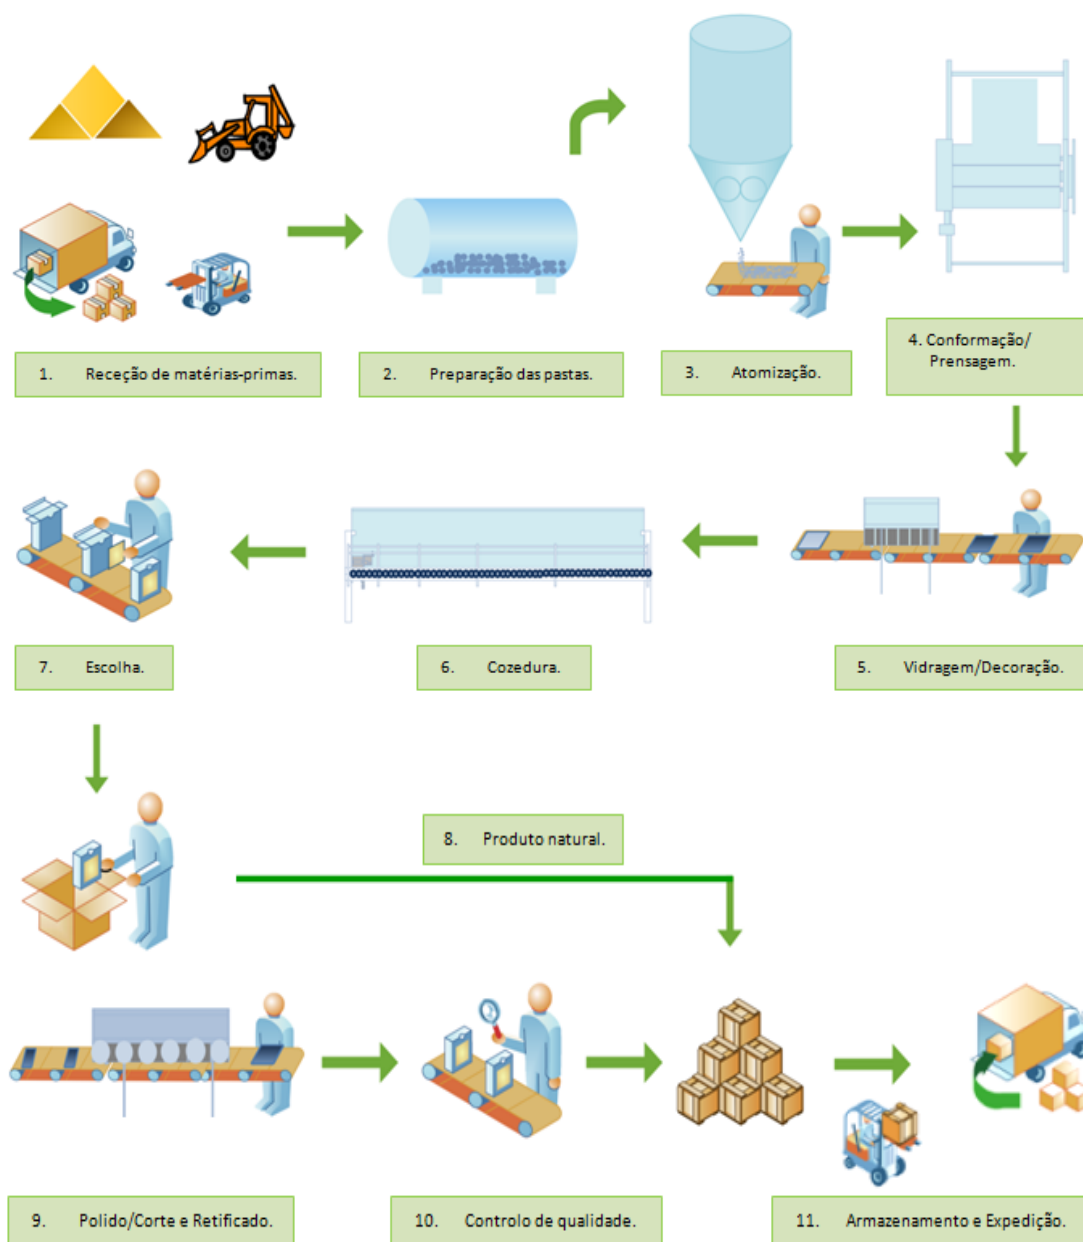 1. Receção de matérias-primas.
2. Preparação das pastas.
3. Atomização.
4. Conformação/
Prensagem.
7. Escolha.
6. Cozedura.
5. Vidragem/Decoração.
8. Produto natural.
9. Polido/Corte e Retificado.
10. Controlo de qualidade.
11. Armazenamento e Expedição.